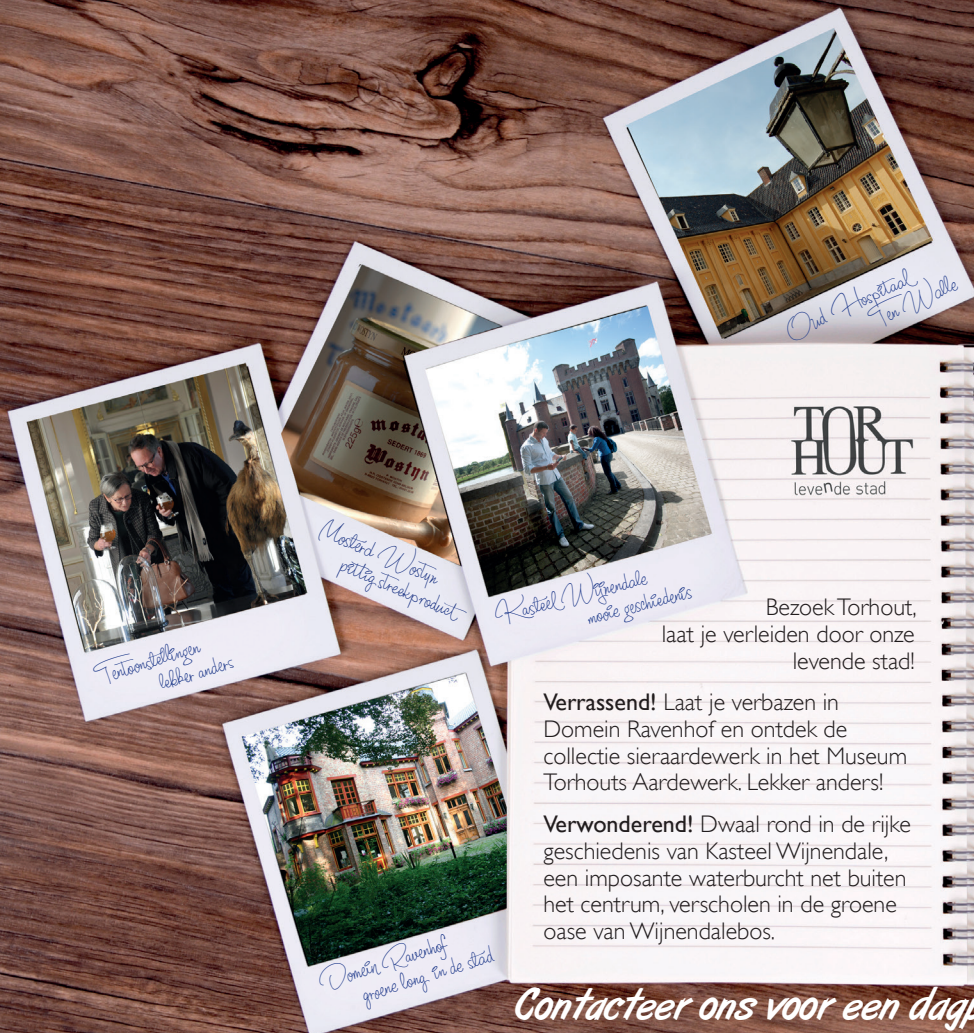 Oud Hospitaal
Ten Walle
Mosterd Wostyn
pittig streekproduct
Kasteel Wijnendale
mooie geschiedenis
Tentoonstellingen
lekker anders
Domein Ravenhof
groene long in de stad
225g
mosta
SEDERT 1869
Wostyn
TOR
HOUT
levende stad
Bezoek Torhout,
laat je verleiden door onze
levende stad!
Verrassend! Laat je verbazen in
Domein Ravenhof en ontdek de
collectie sieraardewerk in het Museum
Torhouts Aardewerk. Lekker anders!
Verwonderend! Dwaal rond in de rijke
geschiedenis van Kasteel Wijnendale,
een imposante waterburcht net buiten
het centrum, verscholen in de groene
oase van Wijnendalebos.
Contacteer ons voor een dagp